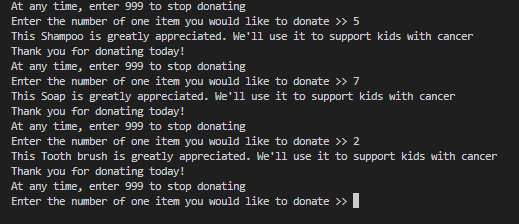 At any time, enter 999 to stop donating
Enter the number of one item you would like to donate >> 5
This Shampoo is greatly appreciated. We'll use it to support kids with cancer
Thank you for donating today!
At any time, enter 999 to stop donating
Enter the number of one item you would like to donate >> 7
This Soap is greatly appreciated. We'll use it to support kids with cancer
Thank you for donating today!
At any time, enter 999 to stop donating
Enter the number of one item you would like to donate >> 2
This Tooth brush is greatly appreciated. We'll use it to support kids with cancer
Thank you for donating today!
At any time, enter 999 to stop donating
Enter the number of one item you would like to donate >>